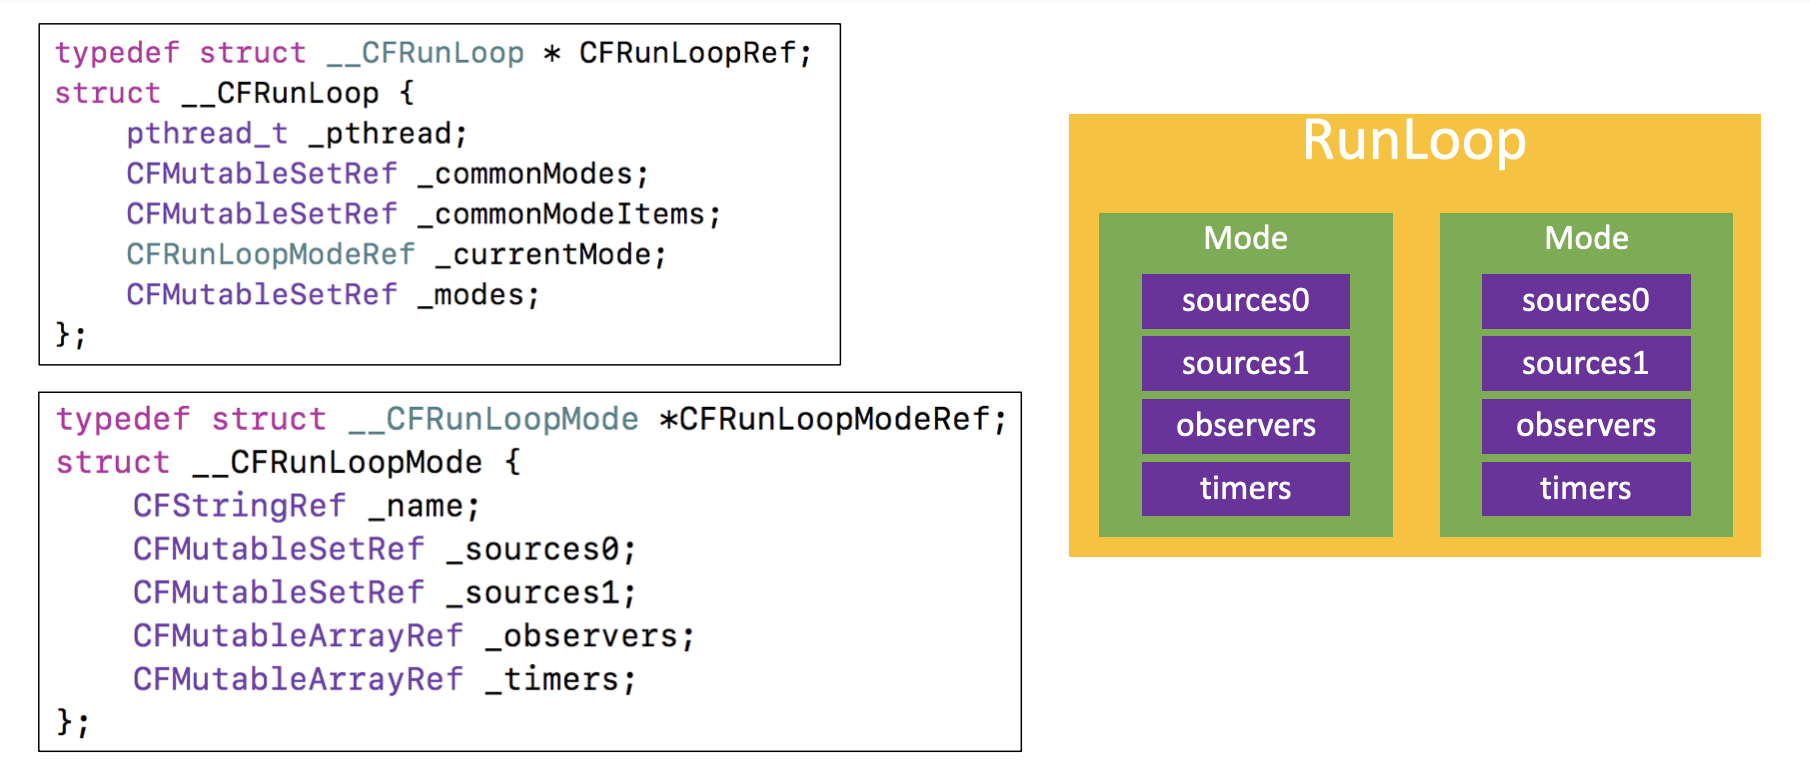 typedef struct __CFRunLoop * CFRunLoopRef;
struct __CFRunLoop {
    pthread_t _pthread;
    CFMutableSetRef _commonModes;
    CFMutableSetRef _commonModeItems;
    CFRunLoopModeRef _currentMode;
    CFMutableSetRef _modes;
};
typedef struct __CFRunLoopMode *CFRunLoopModeRef;
struct __CFRunLoopMode {
    CFStringRef _name;
    CFMutableSetRef _sources0;
    CFMutableSetRef _sources1;
    CFMutableArrayRef _observers;
    CFMutableArrayRef _timers;
};
RunLoop
Mode
sources0
sources1
observers
timers
Mode
sources0
sources1
observers
timers